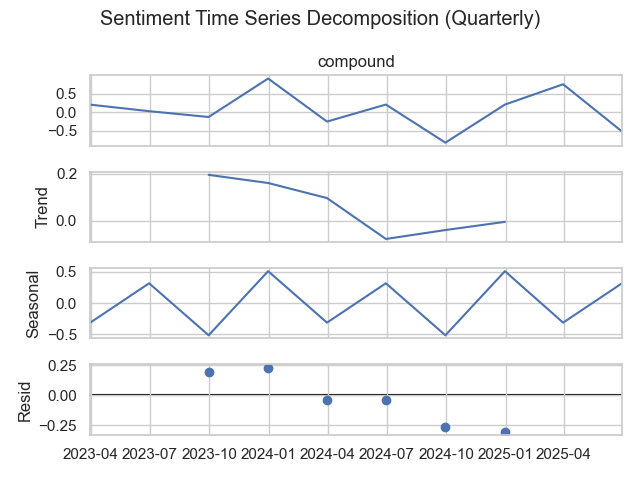 Sentiment Time Series Decomposition (Quarterly)
compound
0.5
0.0
−0.5
Trend
0.2
0.0
Seasonal
0.5
0.0
−0.5
Resid
0.25
0.00
−0.25
2023-04 2023-07 2023-10 2024-01 2024-04 2024-07 2024-10 2025-01 2025-04